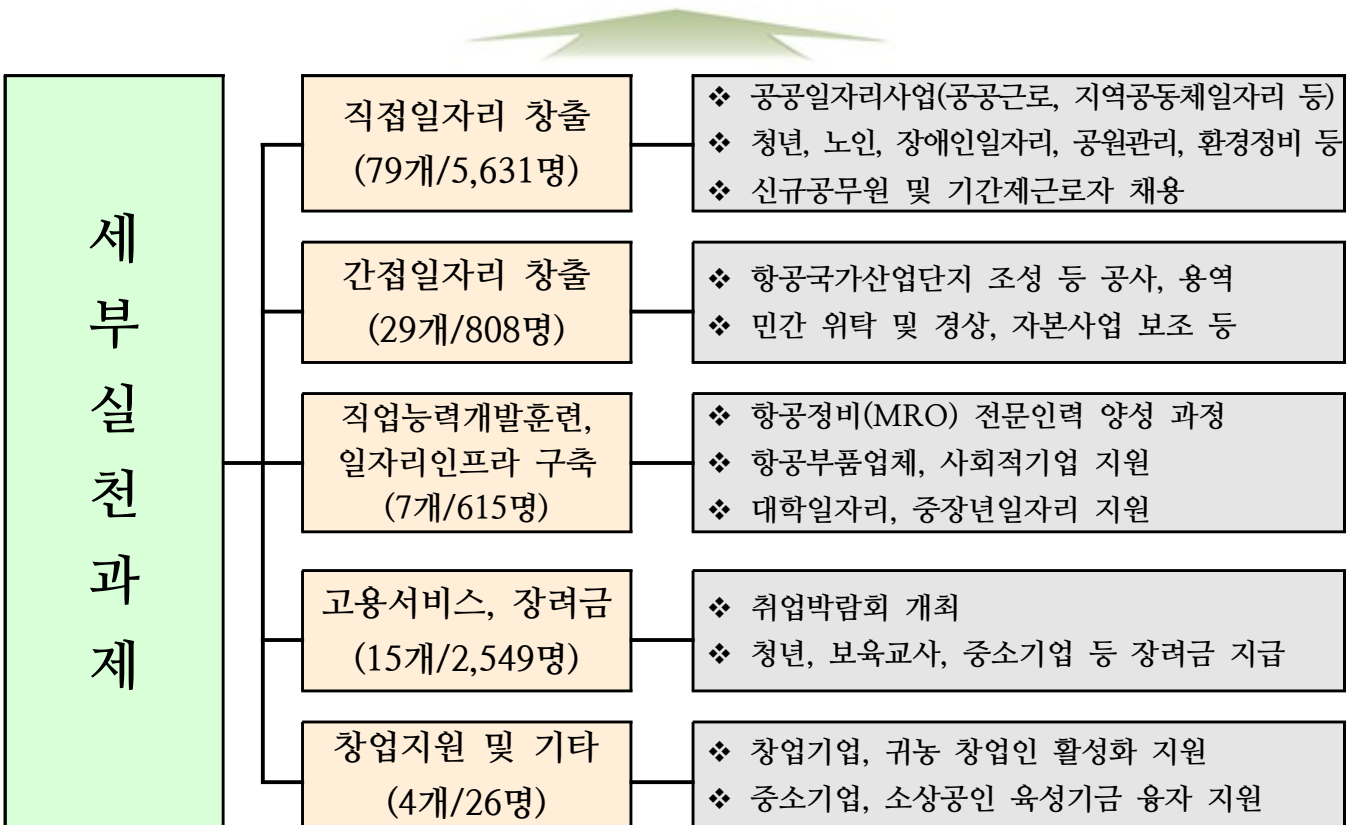 세
부
실
천
과
제
직접일자리 창출
(79개/5,631명)
❖ 공공일자리사업(공공근로, 지역공동체일자리 등)
❖ 청년, 노인, 장애인일자리, 공원관리, 환경정비 등
❖ 신규공무원 및 기간제근로자 채용
간접일자리 창출
(29개/808명)
❖ 항공국가산업단지 조성 등 공사, 용역
❖ 민간 위탁 및 경상, 자본사업 보조 등
직업능력개발훈련,
일자리인프라 구축
(7개/615명)
❖ 항공정비(MRO) 전문인력 양성 과정
❖ 항공부품업체, 사회적기업 지원
❖ 대학일자리, 중장년일자리 지원
고용서비스, 장려금
(15개/2,549명)
❖ 취업박람회 개최
❖ 청년, 보육교사, 중소기업 등 장려금 지급
창업지원 및 기타
(4개/26명)
❖ 창업기업, 귀농 창업인 활성화 지원
❖ 중소기업, 소상공인 육성기금 융자 지원